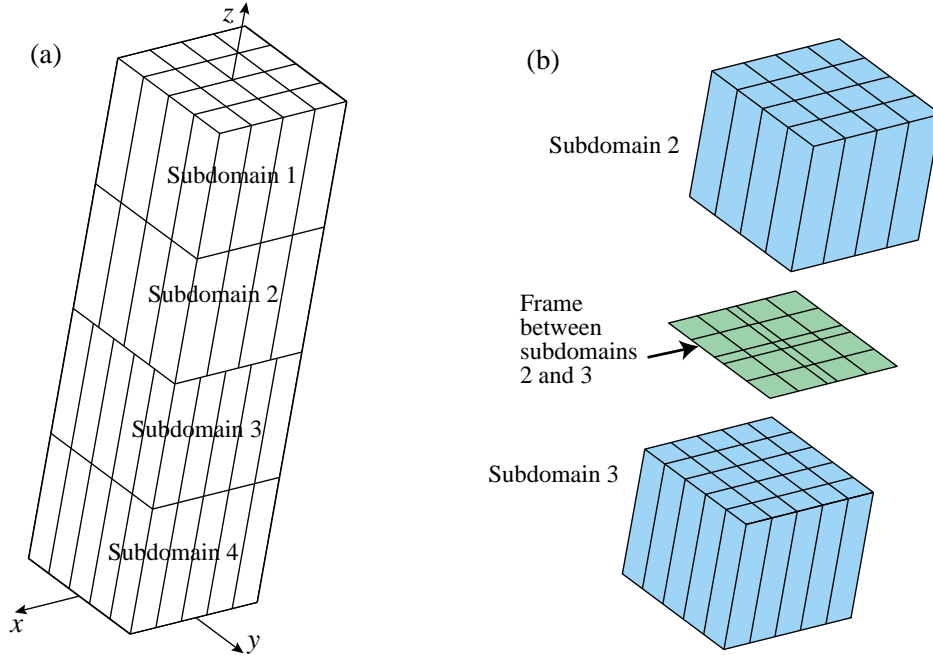 (a)
z
Subdomain 1
Subdomain 2
Subdomain 3
Subdomain 4
x
y
(b)
Subdomain 2
Frame
between
subdomains
2 and 3
Subdomain 3